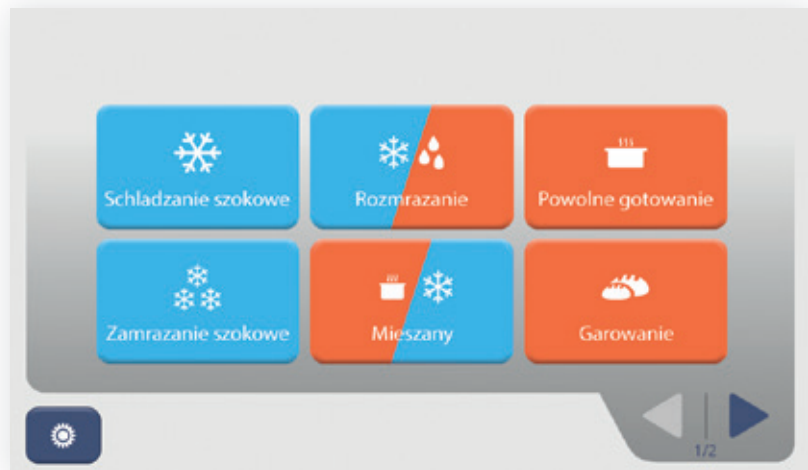 Schladzanie szokowe
Rozmrazanie
Powolne gotowanie
Zamrazanie szokowe
Mieszany
Garowanie
1/2